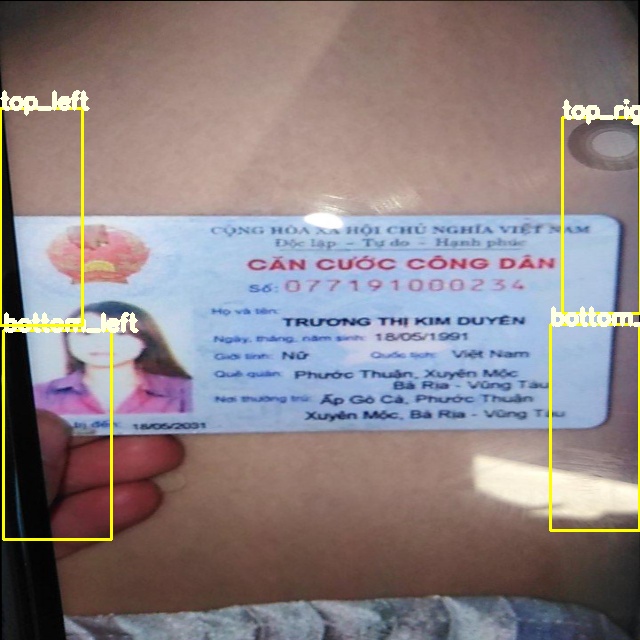 top_left
top_rig
CỘNG HÒA XÃ HỘI CHỦ NGHĨA VIỆT NAM
Độc lập - Tự do - Hạnh phúc
CĂN CƯỚC CÔNG DÂN
Số: 077191000234
Họ và tên:
TRƯƠNG THỊ KIM DUYÊN
bottom_left
bottom
Ngày, tháng, năm sinh: 18/05/1991
Giới tính: Nữ Quốc tịch: Việt Nam
Quê quán: Phước Thuận, Xuyên Mộc
Bà Rịa - Vũng Tàu
Nơi thường trú: Ấp Gò Cà, Phước Thuận
Xuyên Mộc, Bà Rịa - Vũng Tàu
trị đến: 18/05/2031